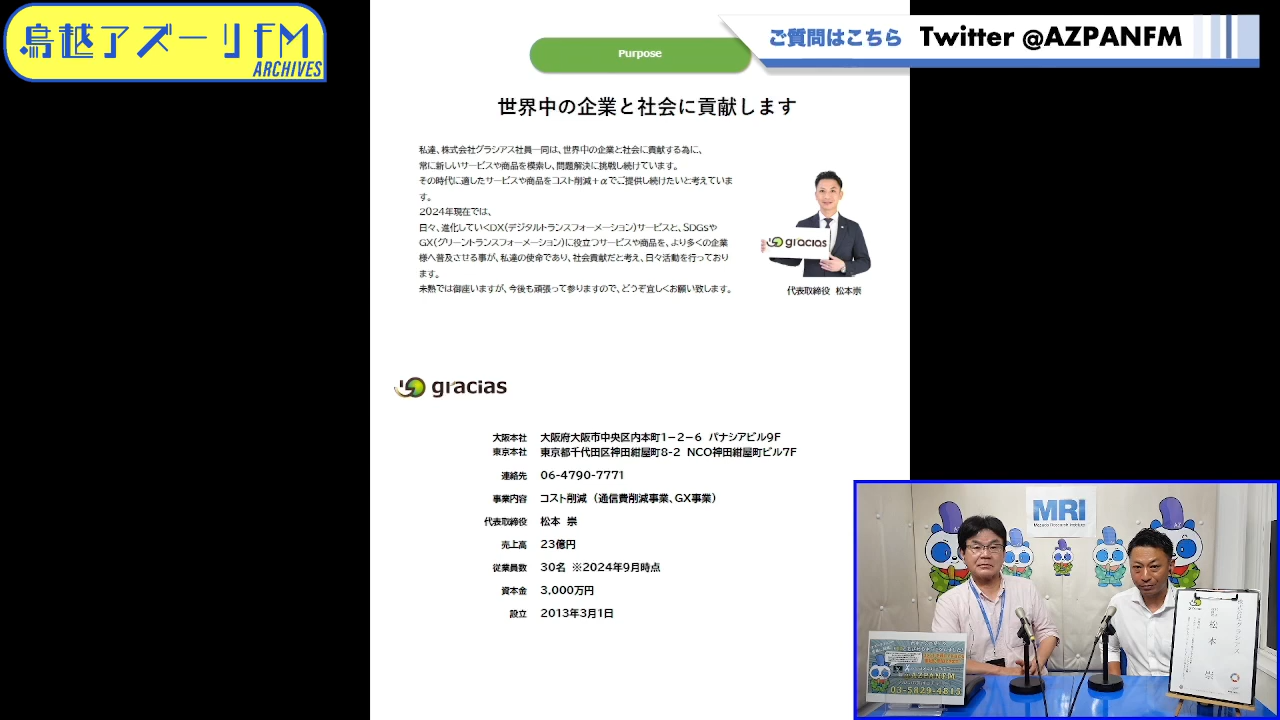 鳥越アズーリFM
ARCHIVES
ご質問はこちら Twitter @AZPANFM
Purpose
世界中の企業と社会に貢献します
私達、株式会社グラシアス社員一同は、世界中の企業と社会に貢献する為に、
常に新しいサービスや商品を模索し、問題解決に挑戦し続けています。
その時代に適したサービスや商品をコスト削減+αでご提供し続けたいと考えていま
す。
2024年現在では、
日々、進化していくDX(デジタルトランスフォーメーション)サービスと、SDGsや
GX(グリーントランスフォーメーション)に役立つサービスや商品を、より多くの企業
様へ普及させる事が、私達の使命であり、社会貢献だと考え、日々活動を行っており
ます。
未熟では御座いますが、今後も頑張って参りますので、どうぞ宜しくお願い致します。
gracias
代表取締役 松本崇
gracias
大阪本社 大阪府大阪市中央区内本町1-2-6 パナシアビル9F
東京本社 東京都千代田区神田紺屋町8-2 NCO神田紺屋町ビル7F
連絡先 06-4790-7771
事業内容 コスト削減 (通信費削減事業、GX事業)
代表取締役 松本 崇
売上高 23億円
従業員数 30名 ※2024年9月時点
資本金 3,000万円
設立 2013年3月1日
MRI
AZPANFM
03-5829-4815
松本